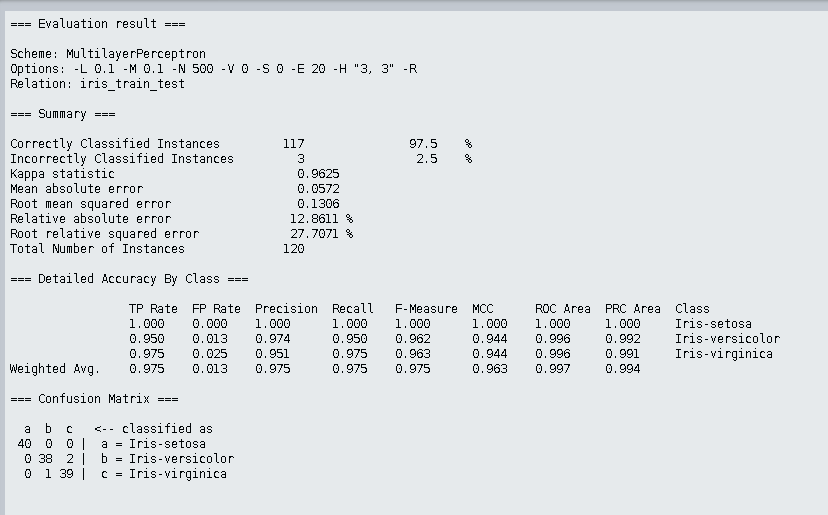 === Evaluation result ===
Scheme: MultilayerPerceptron
Options: -L 0.1 -M 0.1 -N 500 -V 0 -S 0 -E 20 -H "3, 3" -R
Relation: iris_train_test
=== Summary ===
Correctly Classified Instances 117 97.5 %
Incorrectly Classified Instances 3 2.5 %
Kappa statistic 0.9625
Mean absolute error 0.0572
Root mean squared error 0.1306
Relative absolute error 12.8611 %
Root relative squared error 27.7071 %
Total Number of Instances 120
=== Detailed Accuracy By Class ===
TP Rate FP Rate Precision Recall F-Measure MCC ROC Area PRC Area Class
1.000 0.000 1.000 1.000 1.000 1.000 1.000 1.000 Iris-setosa
0.950 0.013 0.974 0.950 0.962 0.944 0.996 0.992 Iris-versicolor
0.975 0.025 0.951 0.975 0.963 0.944 0.996 0.991 Iris-virginica
Weighted Avg. 0.975 0.013 0.975 0.975 0.975 0.963 0.997 0.994
=== Confusion Matrix ===
a b c <-- classified as
40 0 0 | a = Iris-setosa
0 38 2 | b = Iris-versicolor
0 1 39 | c = Iris-virginica